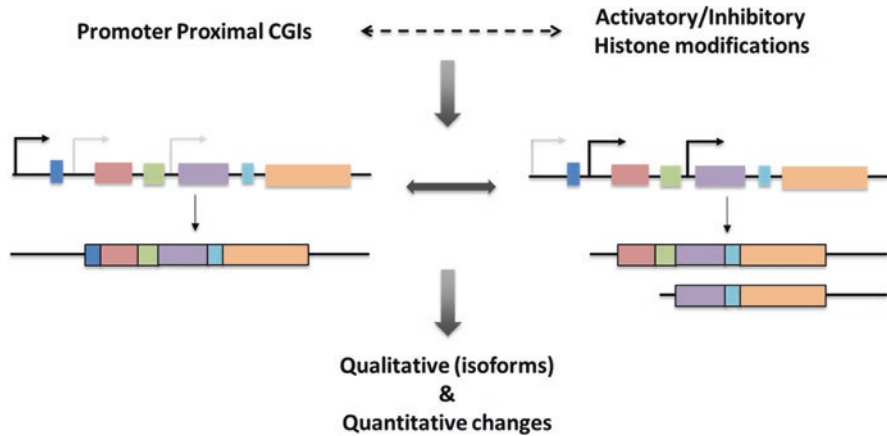 Promoter Proximal CGIs
Activatory/Inhibitory
Histone modifications
Qualitative (isoforms)
&
Quantitative changes